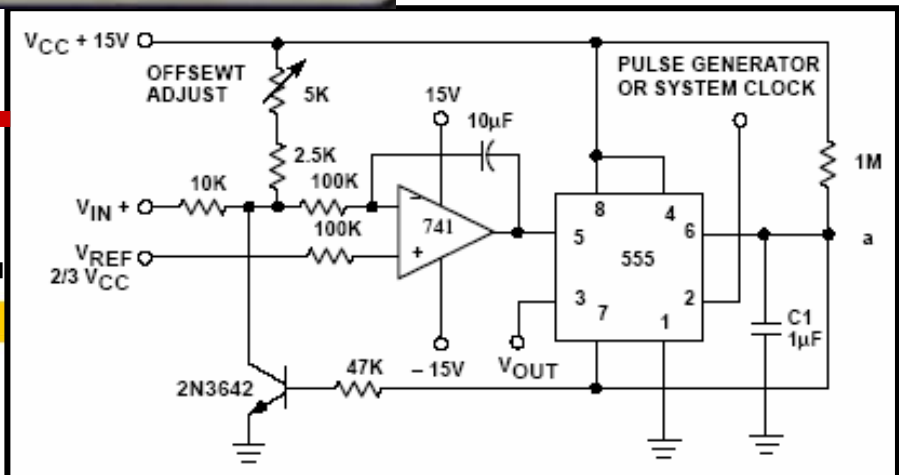 VCC + 15V
OFFSEWT
ADJUST
5K
15V
PULSE GENERATOR
OR SYSTEM CLOCK
10µF
2.5K
1M
10K
100K
VIN +
100K
741
VREF
2/3 VCC
8
4
5
6
a
555
3
7
2
1
C1
1µF
– 15V
VOUT
47K
2N3642